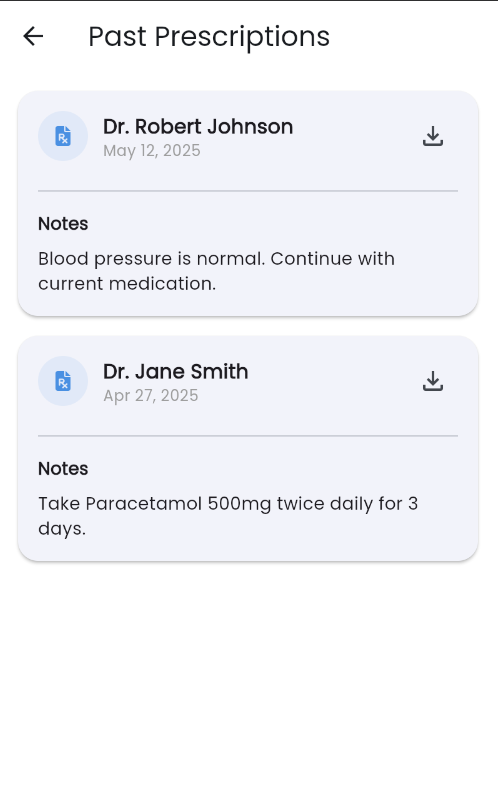 Past Prescriptions
Dr. Robert Johnson
May 12, 2025
Notes
Blood pressure is normal. Continue with
current medication.
Dr. Jane Smith
Apr 27, 2025
Notes
Take Paracetamol 500mg twice daily for 3
days.